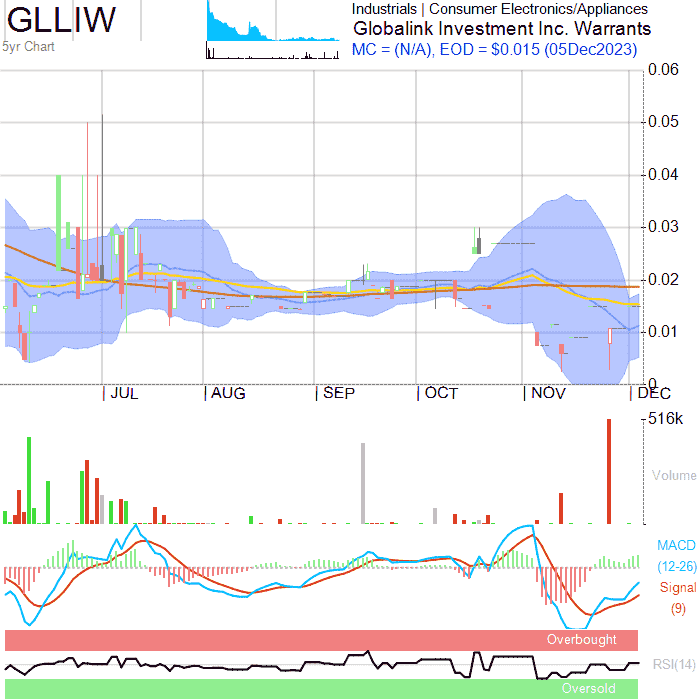 GLLIW
5yr Chart
Industrials | Consumer Electronics/Appliances
Globalink Investment Inc. Warrants
MC = (N/A), EOD = $0.015 (05Dec2023)
0.06
0.05
0.04
0.03
0.02
0.01
0
JUL AUG SEP OCT NOV DEC
516k
Volume
MACD
(12-26)
Signal
(9)
Overbought
RSI(14)
Oversold